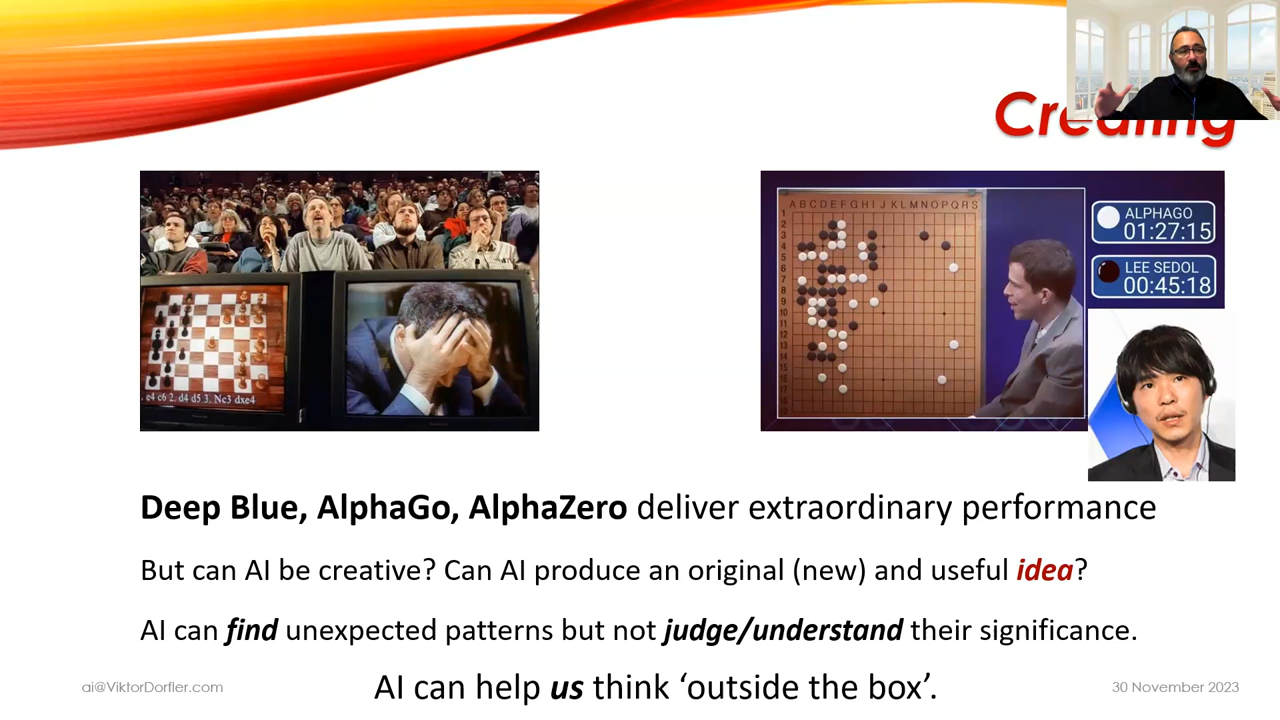 Creating
ABCDEFGHIJKLMNOPQRS
ALPHAGO
01:27:15
LEE SEDOL
00:45:18
. e4 c6 2. d4 d5 3. Nc3 dxe4
Deep Blue, AlphaGo, AlphaZero deliver extraordinary performance
But can AI be creative? Can AI produce an original (new) and useful idea?
AI can find unexpected patterns but not judge/understand their significance.
AI can help us think ‘outside the box’.
ai@ViktorDorfler.com
30 November 2023